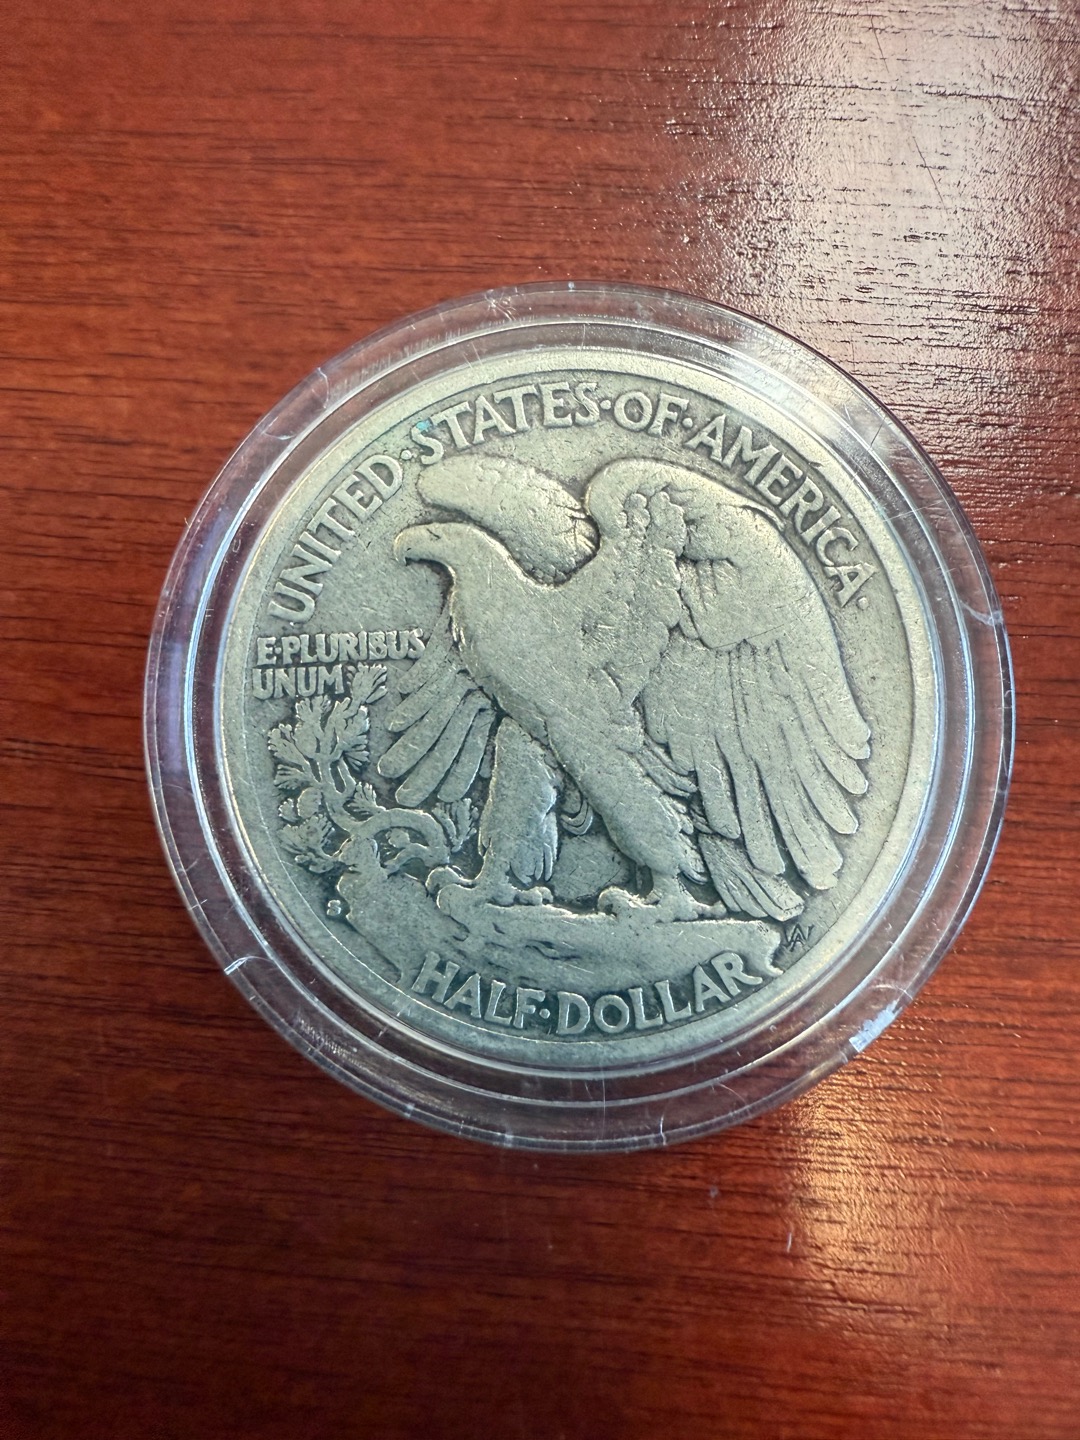 UNITED·STATES·OF·AMERICA·
E·PLURIBUS
UNUM
S
AW
HALF·DOLLAR